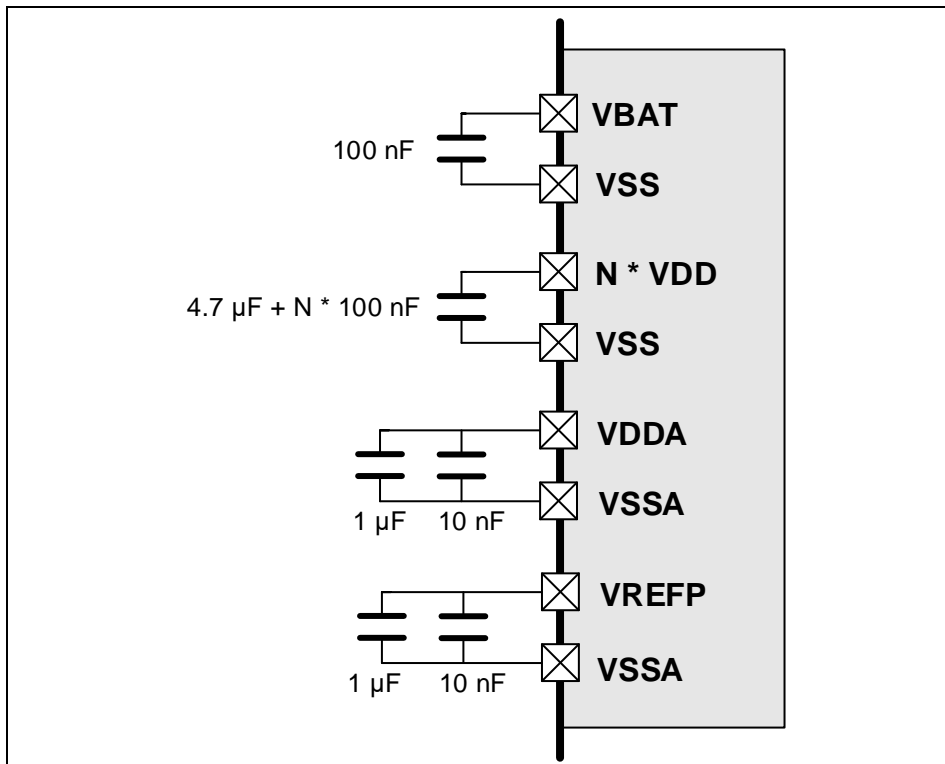 VBAT
100 nF
VSS
N * VDD
4.7 µF + N * 100 nF
VSS
VDDA
VSSA
1 µF 10 nF
VREFP
VSSA
1 µF 10 nF